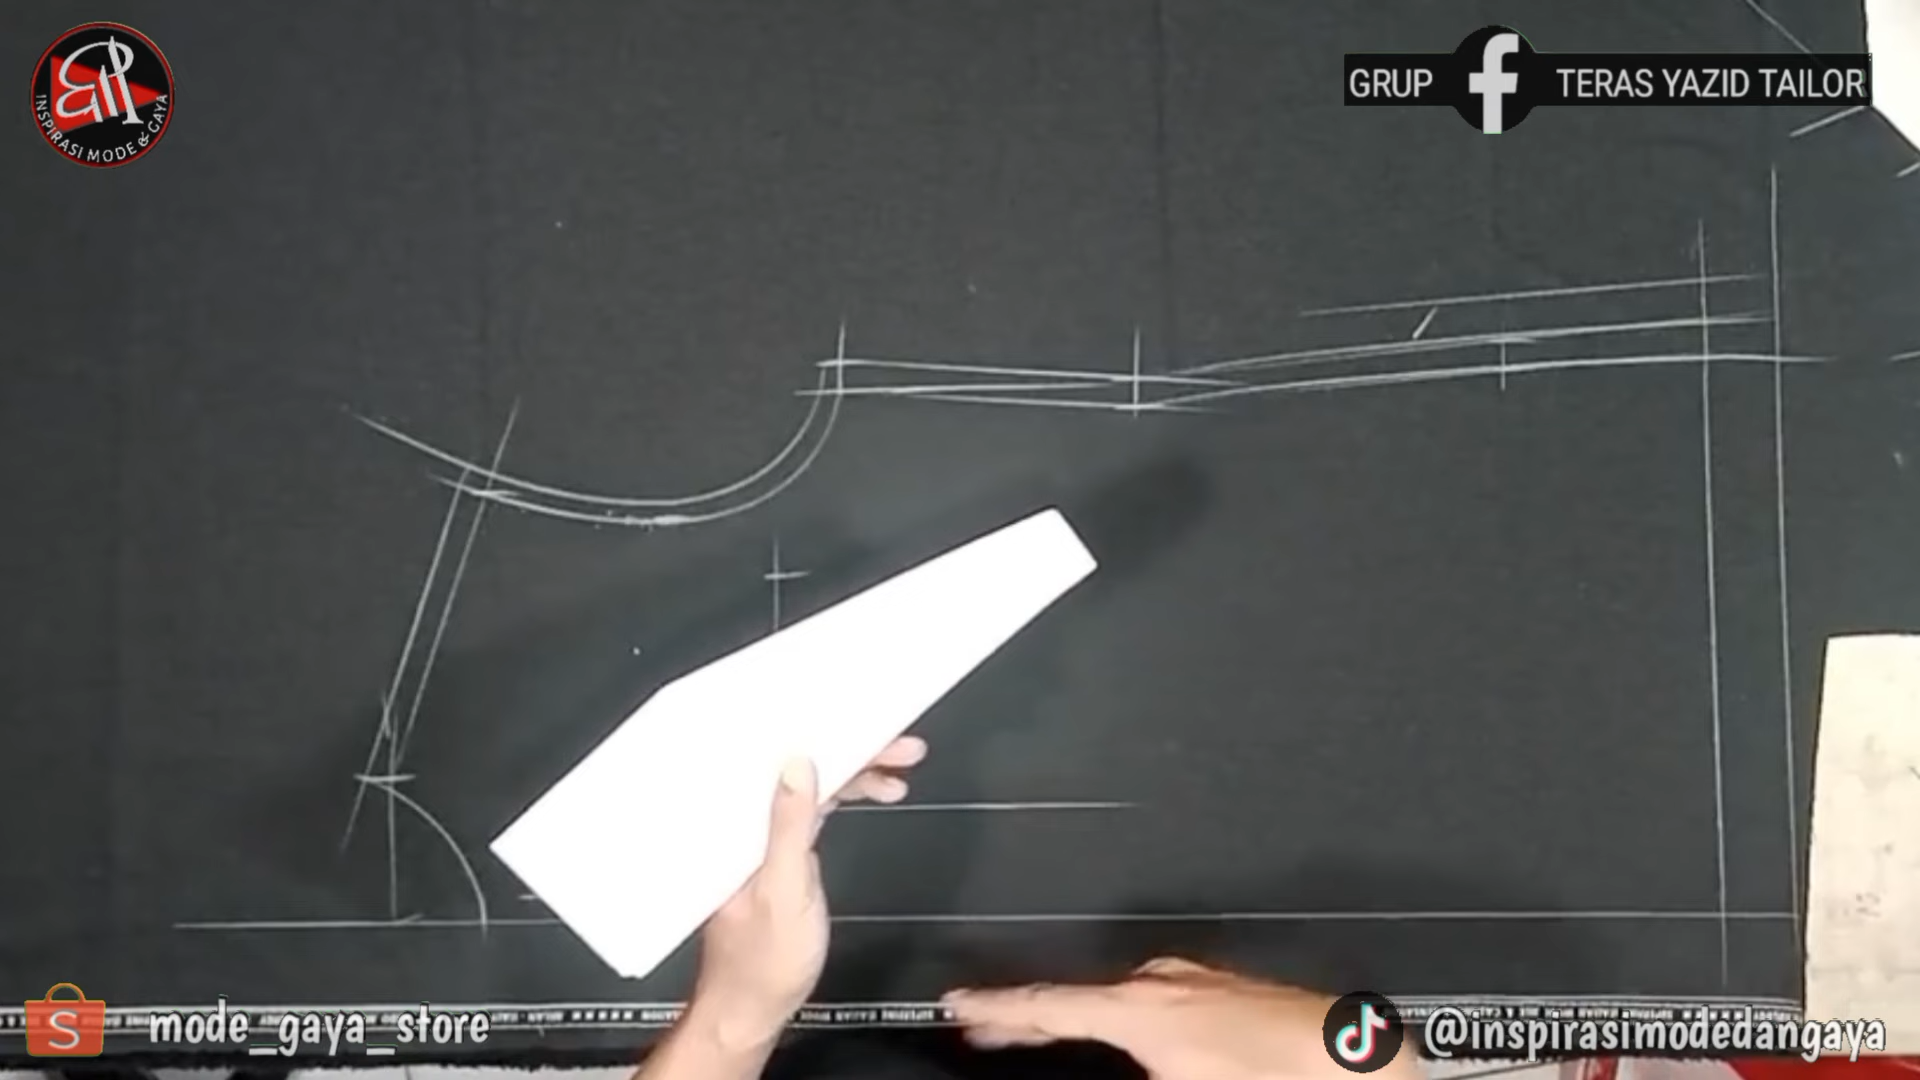 INSPIRASI MODE & GAYA
GRUP f TERAS YAZID TAILOR
S mode_gaya_store
@inspirasimodedangaya